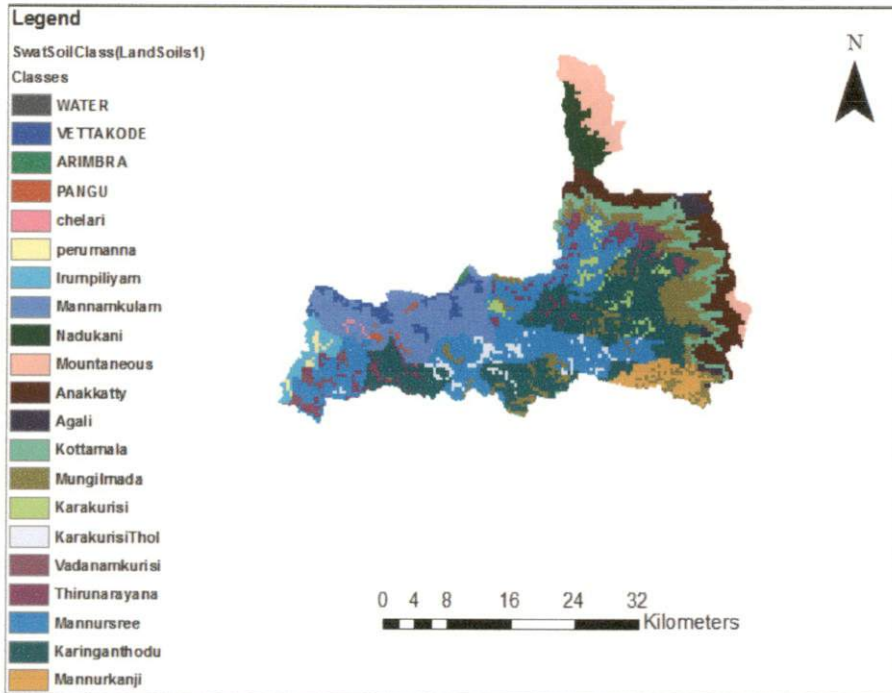 Legend
SwatSoilClass(LandSoils1)
Classes
WATER
VETTAKODE
ARIMBRA
PANGU
chelari
perumanna
Irumpiliyam
Mannamkulam
Nadukani
Mountaneous
Anakkatty
Agali
Kottamala
Mungilmada
Karakurisi
KarakurisiThol
Vadanamkurisi
Thirunarayana
Mannursree
Karinganthodu
Mannurkanji
N
0 4 8 16 24 32
Kilometers